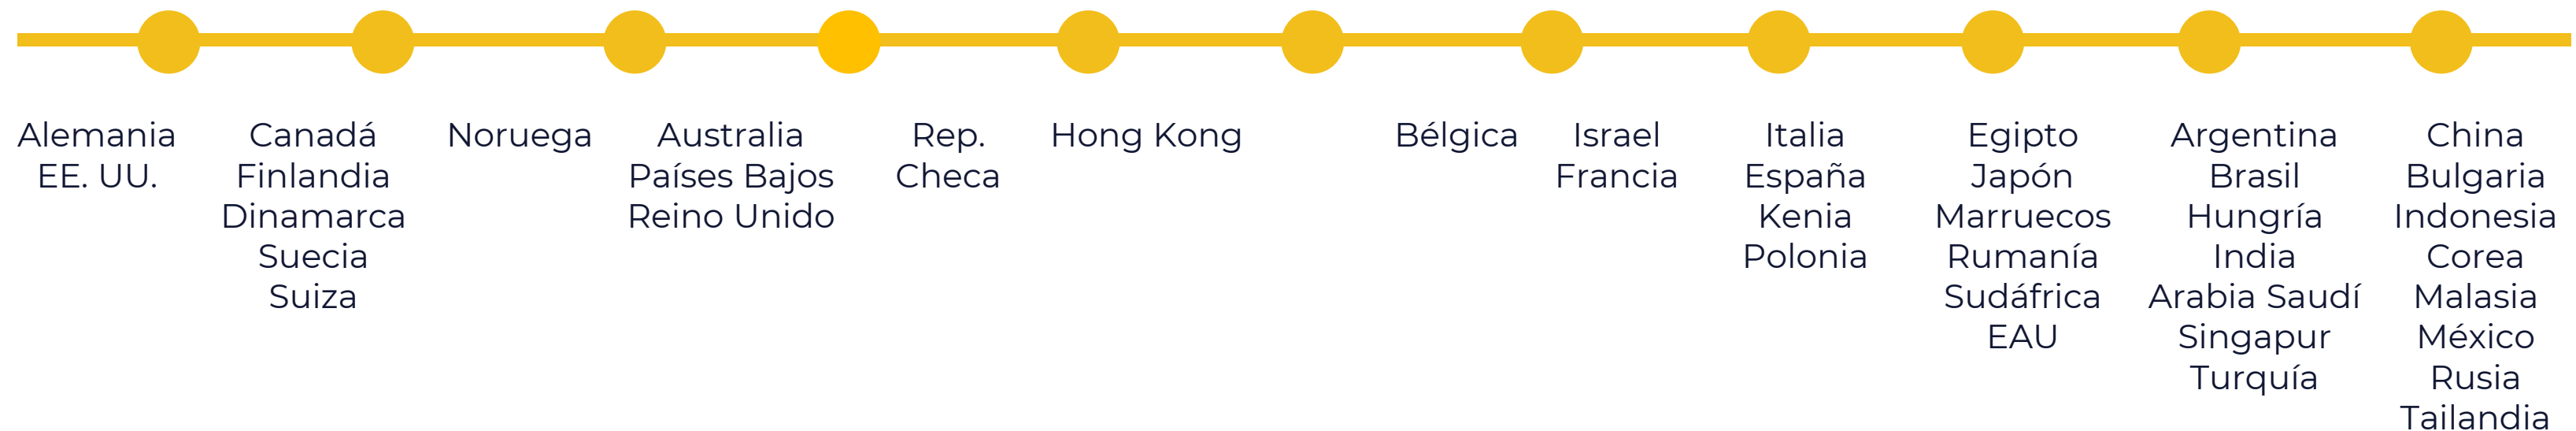 Alemania
EE. UU.
Canadá
Finlandia
Dinamarca
Suecia
Suiza
Noruega
Australia
Países Bajos
Reino Unido
Rep.
Checa
Hong Kong
Bélgica
Israel
Francia
Italia
España
Kenia
Polonia
Egipto
Japón
Marruecos
Rumanía
Sudáfrica
EAU
Argentina
Brasil
Hungría
India
Arabia Saudí
Singapur
Turquía
China
Bulgaria
Indonesia
Corea
Malasia
México
Rusia
Tailandia